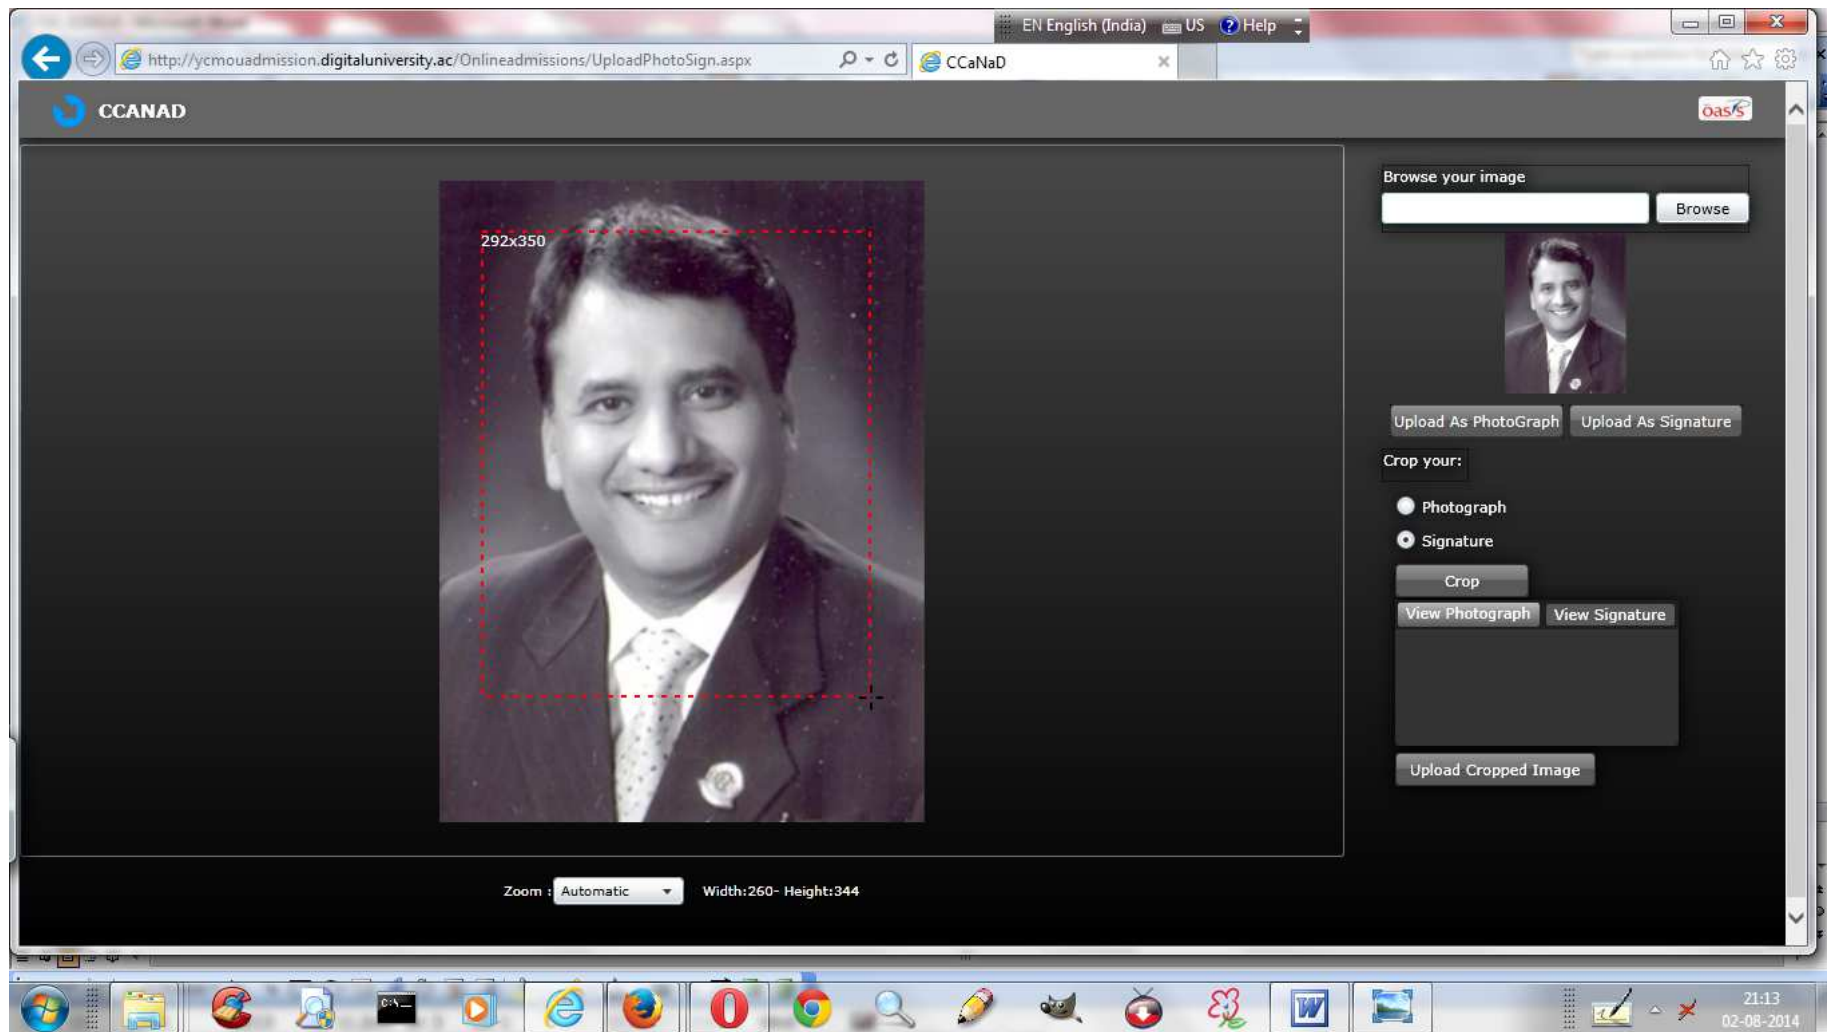 EN English (India) US Help
http://ycmouadmission.digitaluniversity.ac/Onlineadmissions/UploadPhotoSign.aspx
CCaNaD
CCANAD
oasis
Browse your image
Browse
292x350
Upload As PhotoGraph Upload As Signature
Crop your:
Photograph
Signature
Crop
View Photograph View Signature
Upload Cropped Image
Zoom : Automatic Width:260- Height:344
21:13
02-08-2014